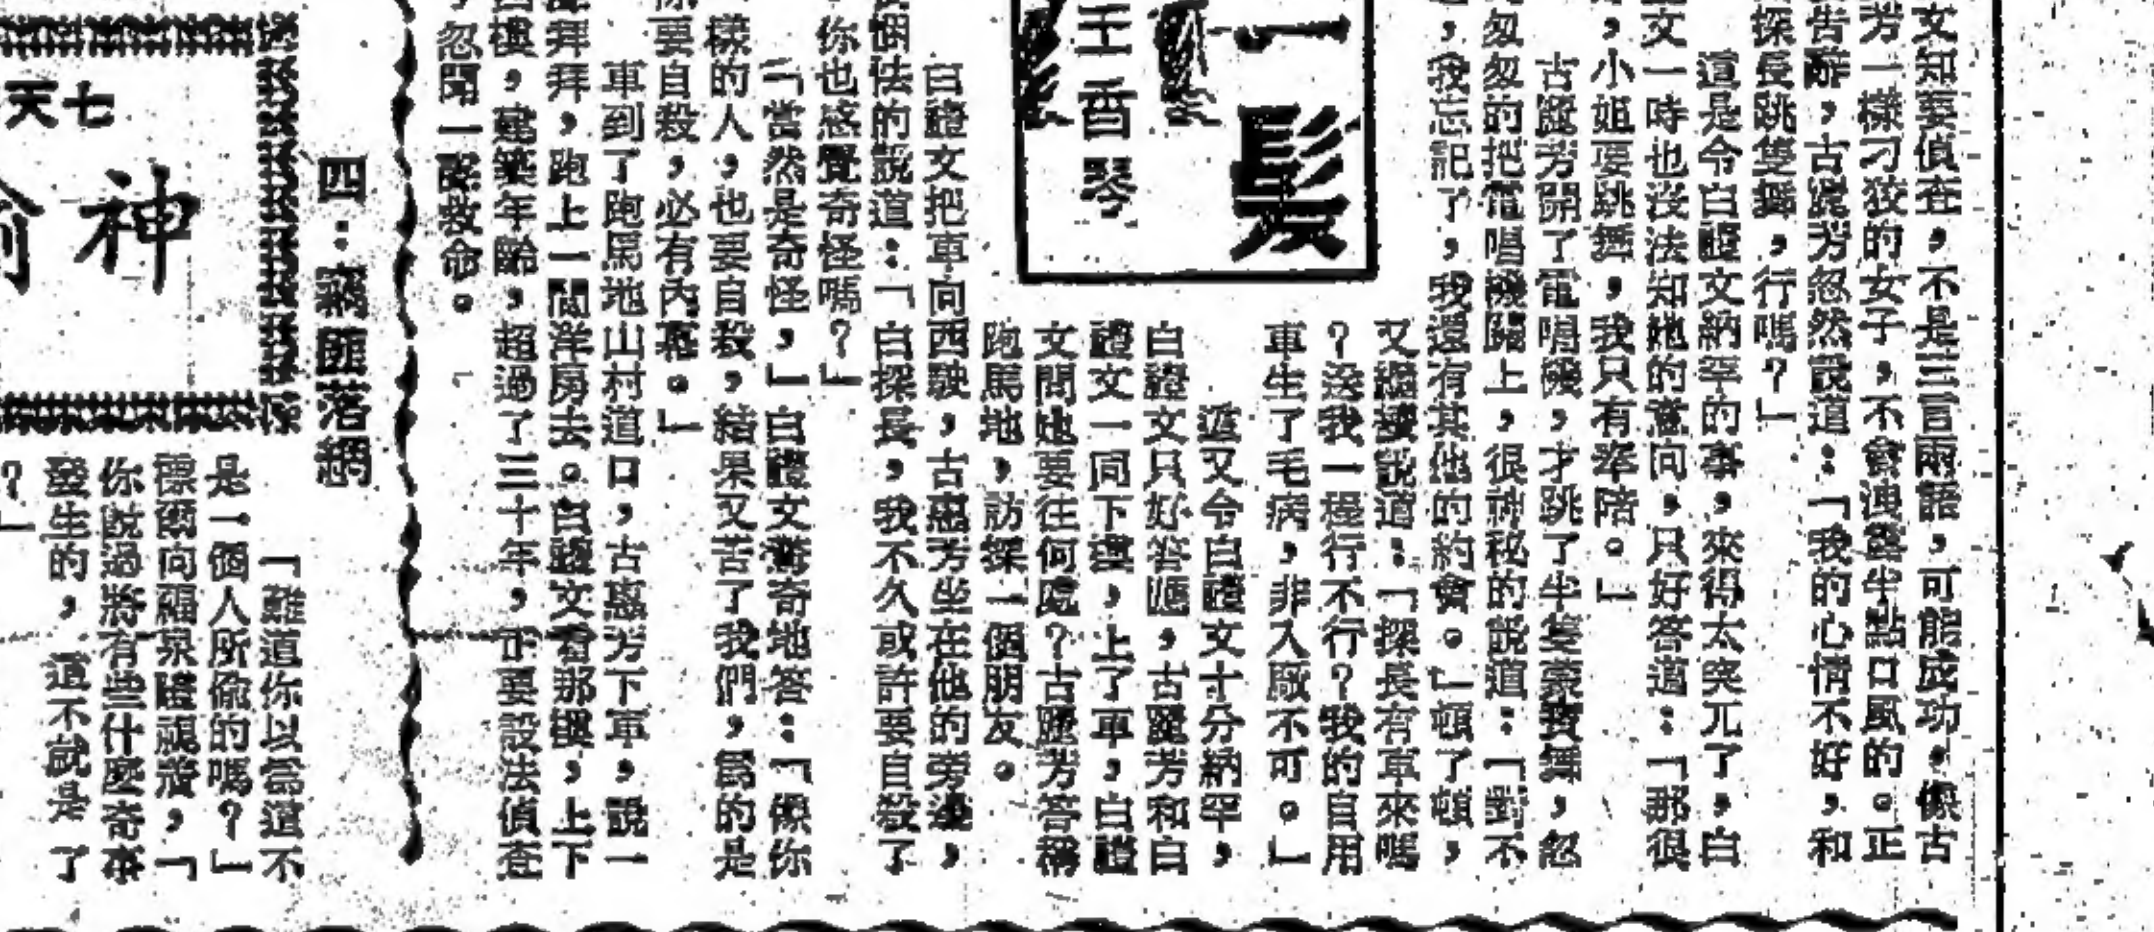 文知要偵查，不是三言兩語，可能成功。像古
芳一樣刁狡的女子，不會洩露半點口風的。正
告辭，古麗芳忽然說道：「我的心情不好，和
探長跳隻舞，行嗎？」
這是令白證文納罕的事，來得太突兀了，白
文一時也沒法知她的意向，只好答道：「那很
，小姐要跳舞，我只有奉陪。」
古麗芳開了電唱機，才跳了半隻舞，忽
匆匆的把電唱機關上，很神秘的說道：「對不
，我忘記了，我還有其他的約會。」頓了頓，
又繼續說道：「探長有車來嗎
？送我一程行不行？我的自用
車生了毛病，非入廠不可。」
這又令白證文十分納罕，
白證文只好答應，古麗芳和白
證文一同下樓，上了車，白證
文問她要往何處？古麗芳答稱
跑馬地，訪探一個朋友。
一髮
王香琴
白證文把車向西駛，古惠芳坐在他的旁邊，
怯的說道：「白探長，我不久或許要自殺了
，你也感覺奇怪嗎？」
「當然是奇怪，」白證文驚奇地答：「像你
樣的人，也要自殺，結果又苦了我們，為的是
你要自殺，必有內幕。」
車到了跑馬地山村道口，古惠芳下車，說一
拜拜，跑上一間洋房去。白證文看那樓，上下
四樓，建築年齡，超過了三十年，正要設法偵查
，忽聞一聲救命。
四：竊匪落網
七天
神偷
「難道你以為這不
是一個人所偷的嗎？」
爾向福泉瞪視着，「
你說過將有些什麼奇事
發生的，這不就是了
？」